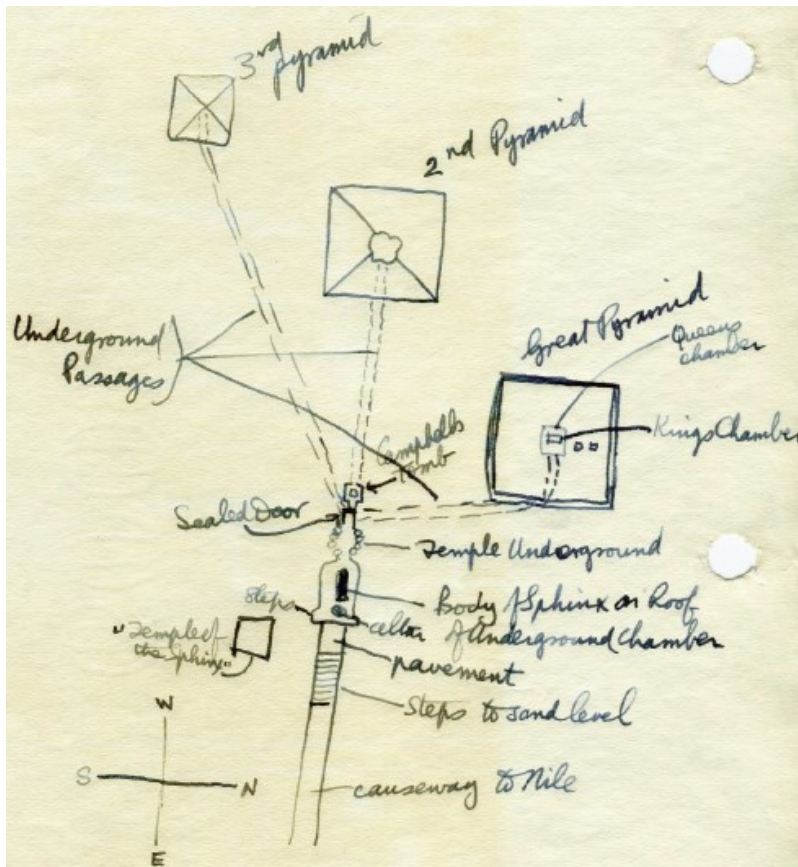 3rd
pyramid
2nd Pyramid
Underground
Passages
Great Pyramid
Queens
chamber
Kings Chamber
Campbells
Tomb
Sealed Door
Temple Underground
Steps
Body of Sphinx on Roof
altar of Underground Chamber
"Temple of
the Sphinx"
pavement
Steps to sand level
W
S N
E
causeway to Nile